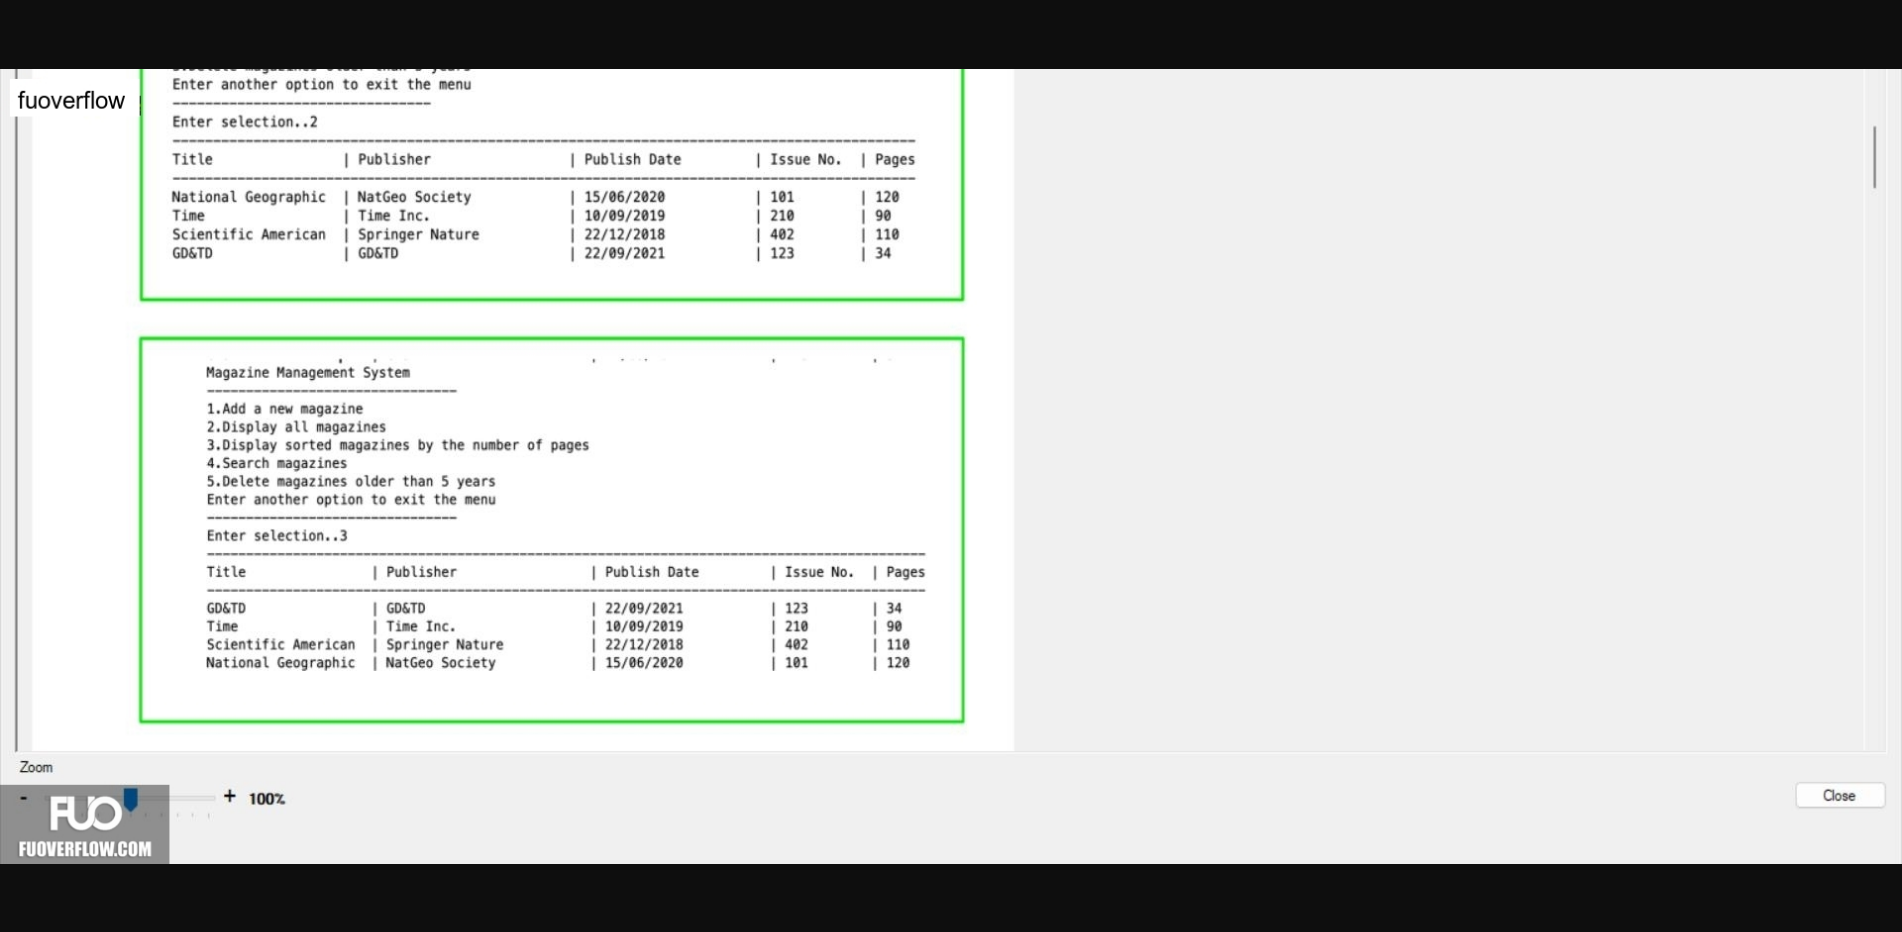 fuoverflow
Enter another option to exit the menu
--------------------------------
Enter selection..2
Title | Publisher | Publish Date | Issue No. | Pages
National Geographic | NatGeo Society | 15/06/2020 | 101 | 120
Time | Time Inc. | 10/09/2019 | 210 | 90
Scientific American | Springer Nature | 22/12/2018 | 402 | 110
GD&TD | GD&TD | 22/09/2021 | 123 | 34
Magazine Management System
--------------------------------
1.Add a new magazine
2.Display all magazines
3.Display sorted magazines by the number of pages
4.Search magazines
5.Delete magazines older than 5 years
Enter another option to exit the menu
--------------------------------
Enter selection..3
Title | Publisher | Publish Date | Issue No. | Pages
GD&TD | GD&TD | 22/09/2021 | 123 | 34
Time | Time Inc. | 10/09/2019 | 210 | 90
Scientific American | Springer Nature | 22/12/2018 | 402 | 110
National Geographic | NatGeo Society | 15/06/2020 | 101 | 120
Zoom
- + 100%
Close
FUO
FUOVERFLOW.COM